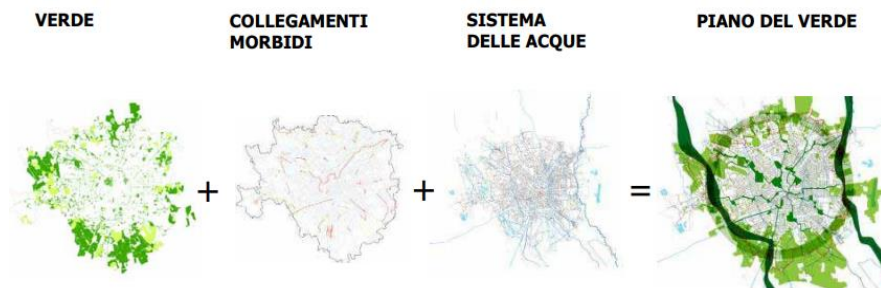 VERDE
COLLEGAMENTI
MORBIDI
SISTEMA
DELLE ACQUE
PIANO DEL VERDE
+
+
=